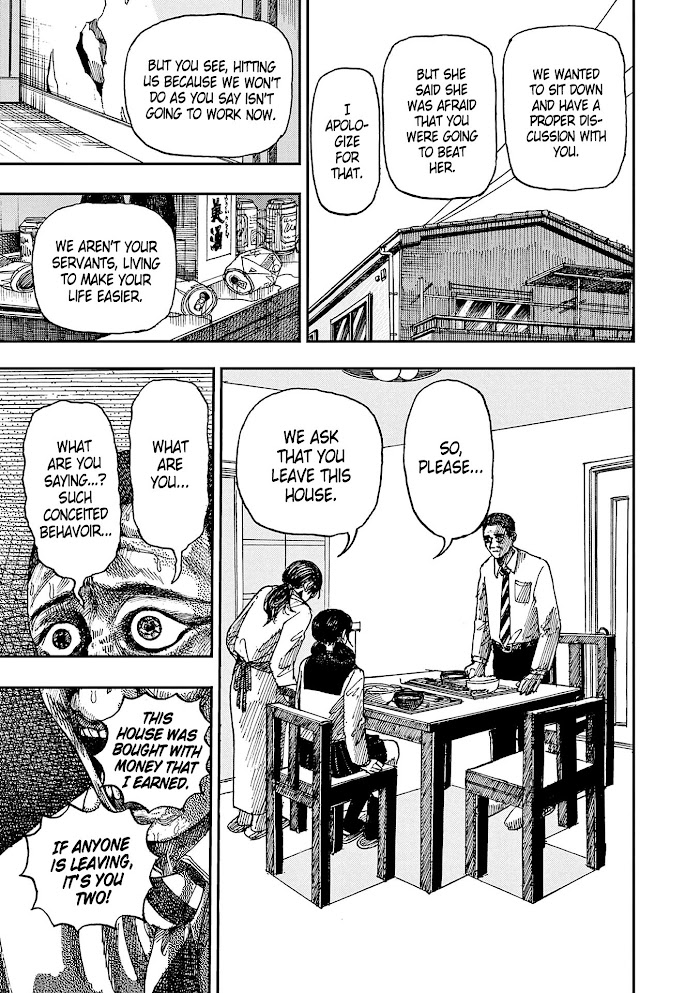 WE WANTED
TO SIT DOWN
AND HAVE A
PROPER DIS-
CUSSION WITH
YOU.
BUT SHE
SAID SHE
WAS AFRAID
THAT YOU
WERE GOING
TO BEAT
HER.
I
APOLO-
GIZE
FOR
THAT.
BUT YOU SEE, HITTING
US BECAUSE WE WON'T
DO AS YOU SAY ISN'T
GOING TO WORK NOW.
WE AREN'T YOUR
SERVANTS, LIVING
TO MAKE YOUR
LIFE EASIER.
SO,
PLEASE...
WE ASK
THAT YOU
LEAVE THIS
HOUSE.
WHAT
ARE
YOU...
WHAT
ARE YOU
SAYING...?
SUCH
CONCEITED
BEHAVOIR...
THIS
HOUSE WAS
BOUGHT WITH
MONEY THAT
I EARNED.
IF ANYONE
IS LEAVING,
IT'S YOU
TWO!